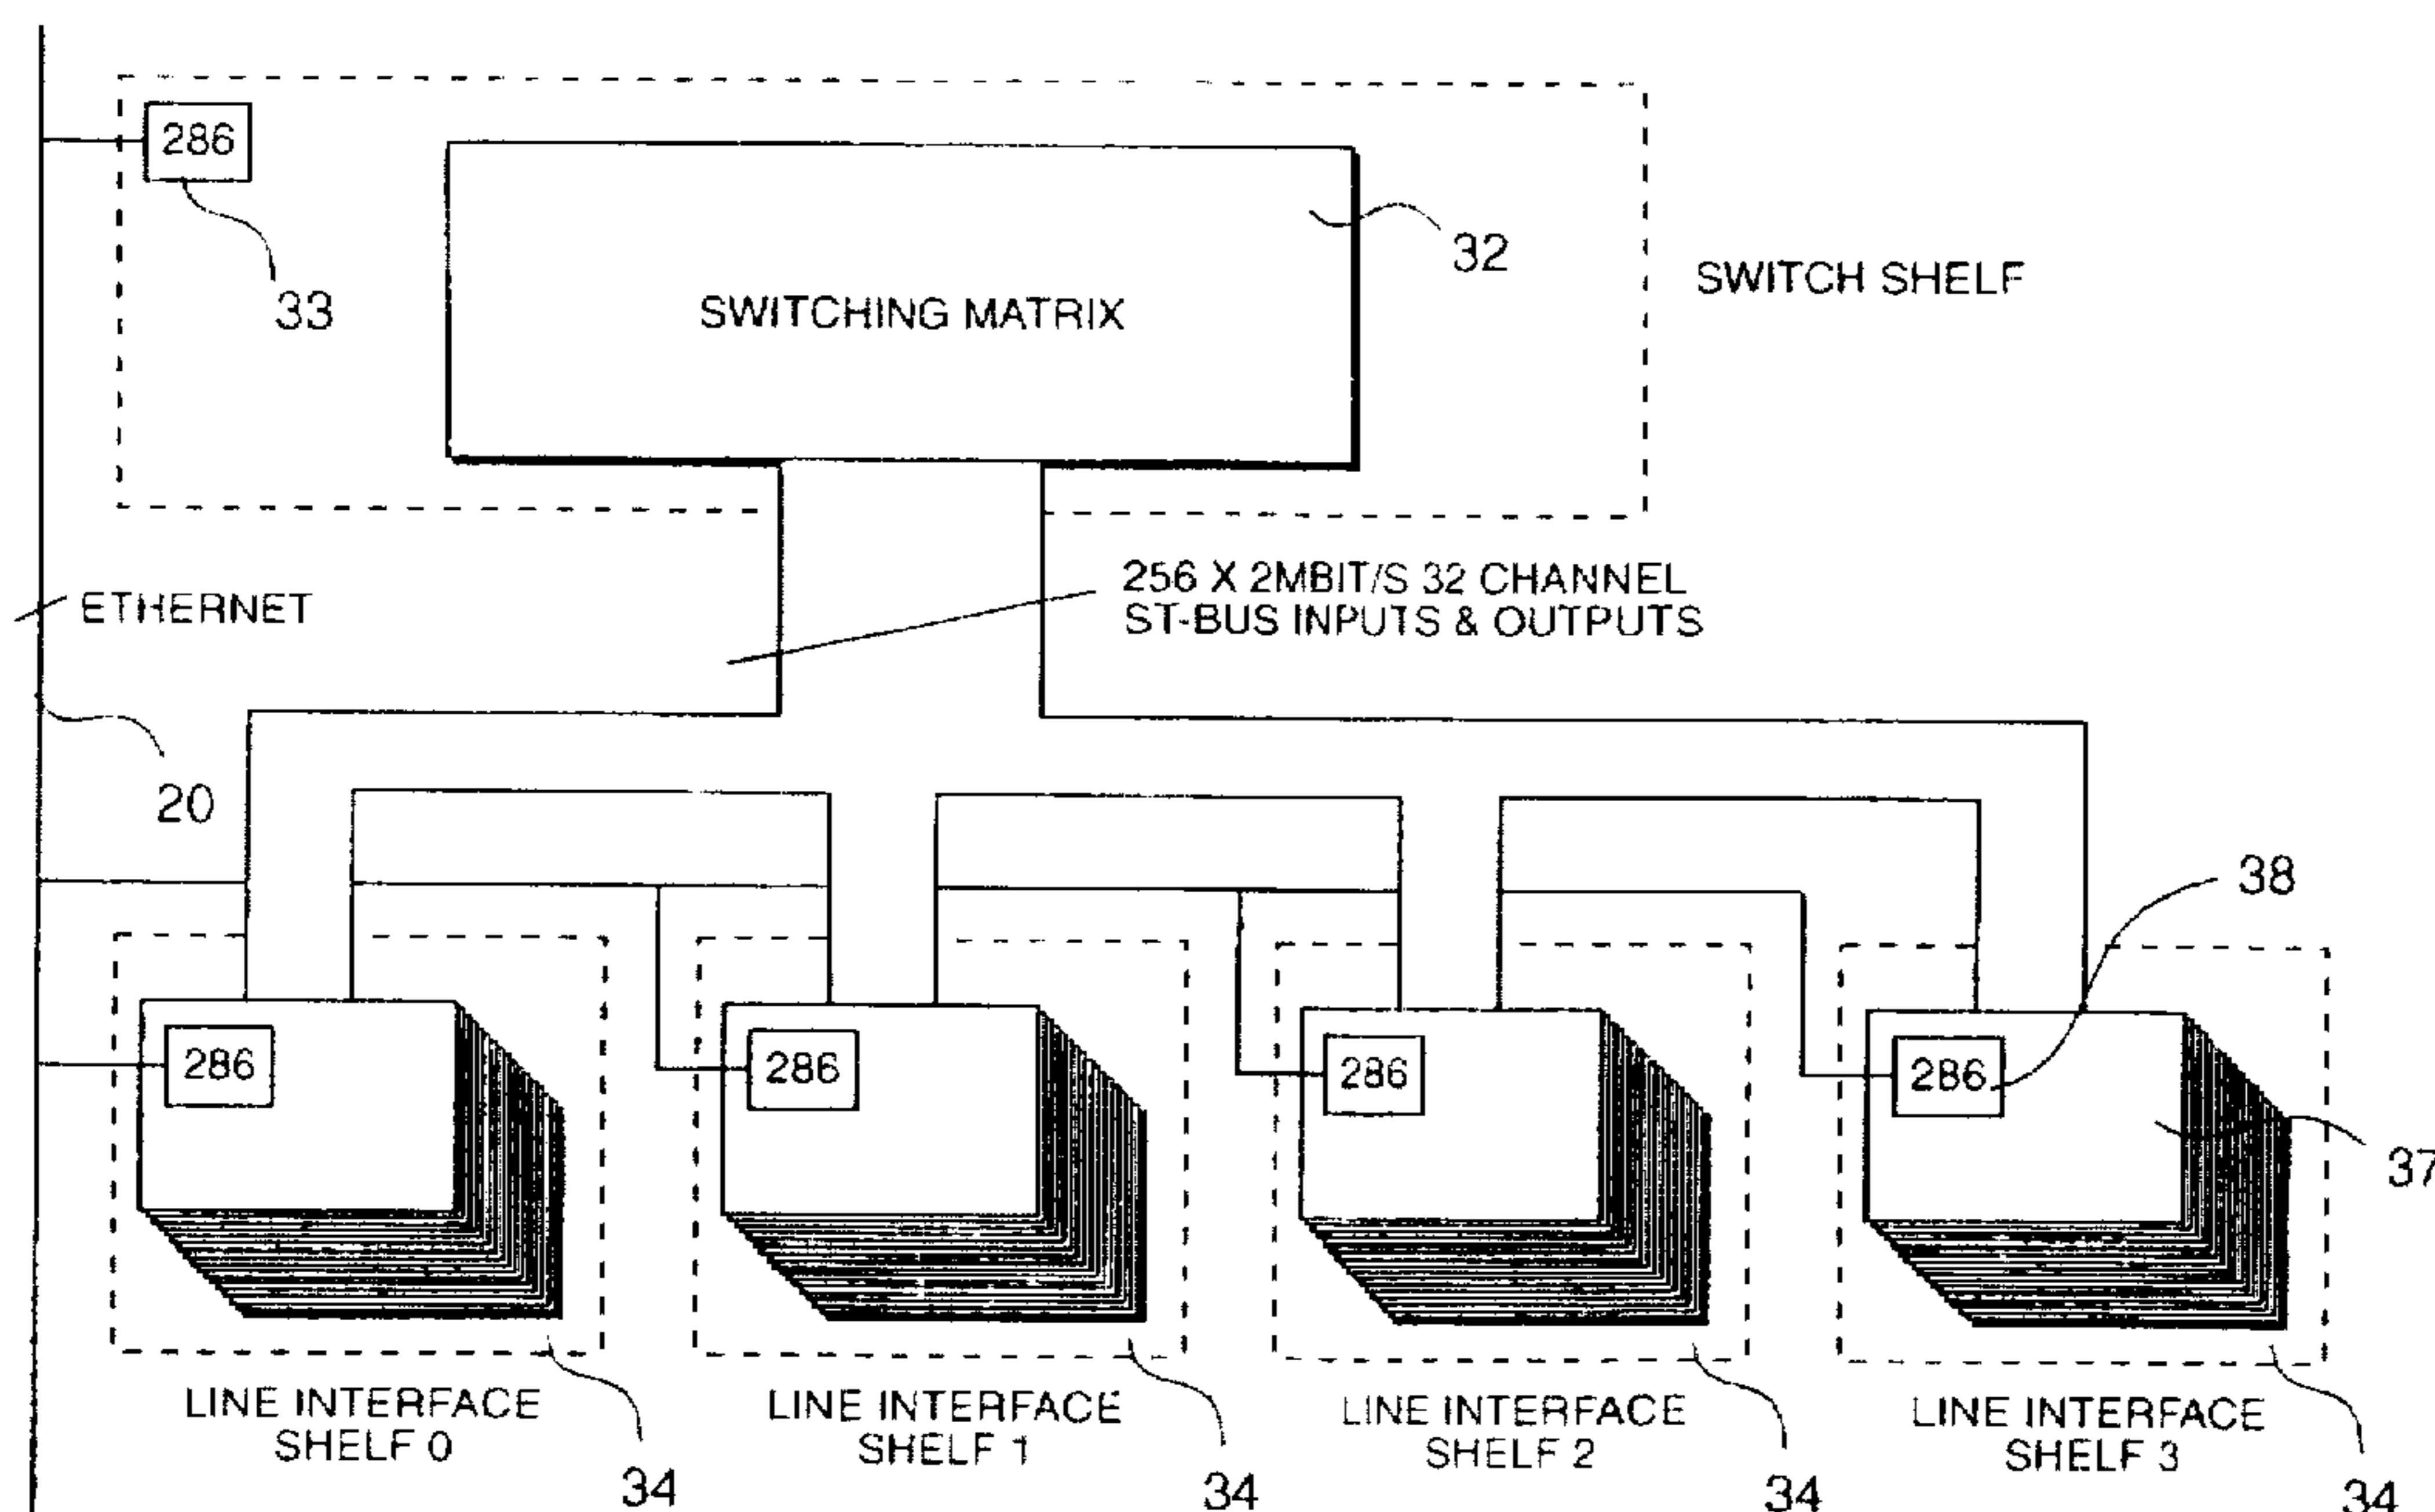 286
33
SWITCHING MATRIX
32
SWITCH SHELF
256 X 2MBIT/S 32 CHANNEL
ST-BUS INPUTS & OUTPUTS
ETHERNET
20
38
286
286
286
286
37
LINE INTERFACE
SHELF 0
34
LINE INTERFACE
SHELF 1
34
LINE INTERFACE
SHELF 2
34
LINE INTERFACE
SHELF 3
34